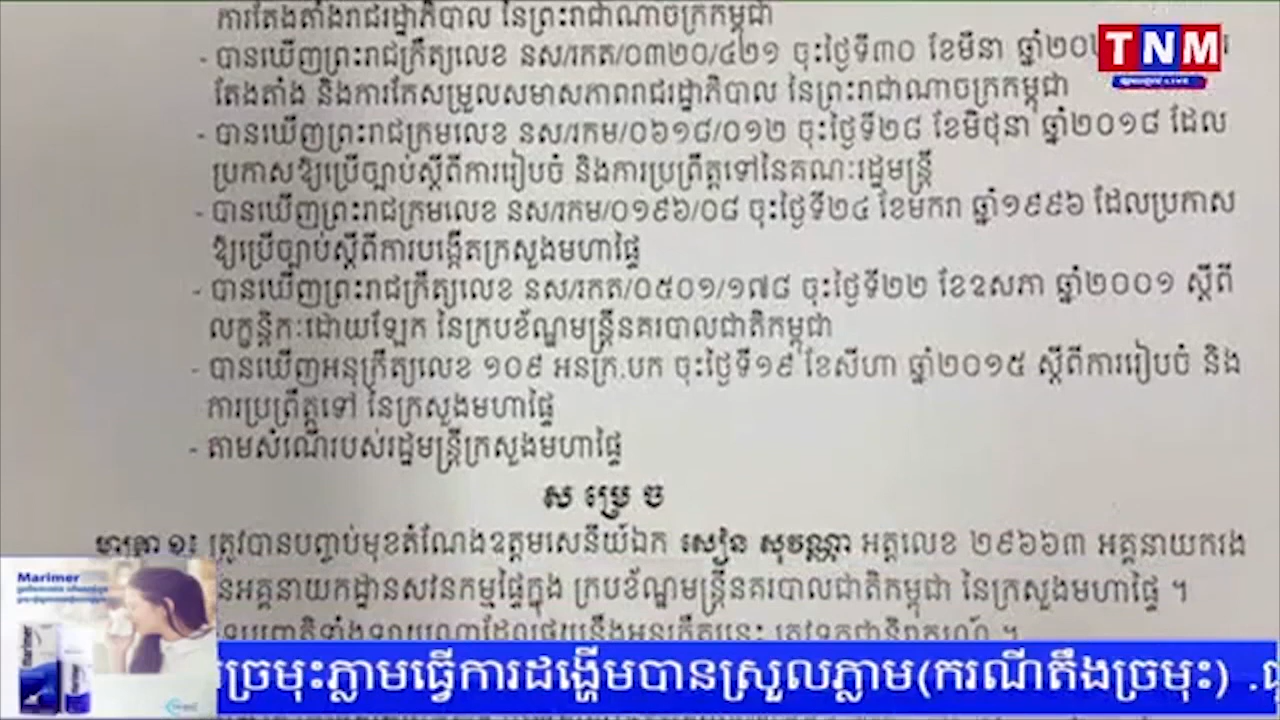 ការតែងតាំងរាជរដ្ឋាភិបាល នៃព្រះរាជាណាចក្រកម្ពុជា
- បានឃើញព្រះរាជក្រឹត្យលេខ នស/រកត/០៣២០/៤២១ ចុះថ្ងៃទី៣០ ខែមីនា
តែងតាំង និងការកែសម្រួលសមាសភាពរាជរដ្ឋាភិបាល នៃព្រះរាជាណាចក្រកម្ពុជា
- បានឃើញព្រះរាជក្រមលេខ នស/រកម/០៦១៨/០១២ ចុះថ្ងៃទី២៨ ខែមិថុនា ឆ្នាំ២០១៨ ដែល
ប្រកាសឱ្យប្រើច្បាប់ស្តីពីការរៀបចំ និងការប្រព្រឹត្តទៅនៃគណៈរដ្ឋមន្ត្រី
- បានឃើញព្រះរាជក្រមលេខ នស/រកម/០១៩៦/០៨ ចុះថ្ងៃទី២៤ ខែមករា ឆ្នាំ១៩៩៦ ដែលប្រកាស
ឱ្យប្រើច្បាប់ស្តីពីការបង្កើតក្រសួងមហាផ្ទៃ
- បានឃើញព្រះរាជក្រឹត្យលេខ នស/រកត/០៥០១/១៧៨ ចុះថ្ងៃទី២២ ខែឧសភា ឆ្នាំ២០០១ ស្តីពី
លក្ខន្តិកៈដោយឡែក នៃក្របខ័ណ្ឌមន្ត្រីនគរបាលជាតិកម្ពុជា
- បានឃើញអនុក្រឹត្យលេខ ១០៩ អនក្រ.បក ចុះថ្ងៃទី១៩ ខែសីហា ឆ្នាំ២០១៥ ស្តីពីការរៀបចំ និង
ការប្រព្រឹត្តទៅ នៃក្រសួងមហាផ្ទៃ
- តាមសំណើរបស់រដ្ឋមន្ត្រីក្រសួងមហាផ្ទៃ
ស ម្រេ ច
មាត្រា ១៖ ត្រូវបានបញ្ចប់មុខតំណែងឧត្តមសេនីយ៍ឯក សឿន សុវណ្ណា អត្តលេខ ២៩៦៦៣ អគ្គនាយករង
នៃអគ្គនាយកដ្ឋានសវនកម្មផ្ទៃក្នុង ក្របខ័ណ្ឌមន្ត្រីនគរបាលជាតិកម្ពុជា នៃក្រសួងមហាផ្ទៃ ។
TNM
LIVE
Marimer
marimer
ច្រមុះភ្លាមធ្វើការដង្ហើមបានស្រួលភ្លាម(ករណីតឹងច្រមុះ) .